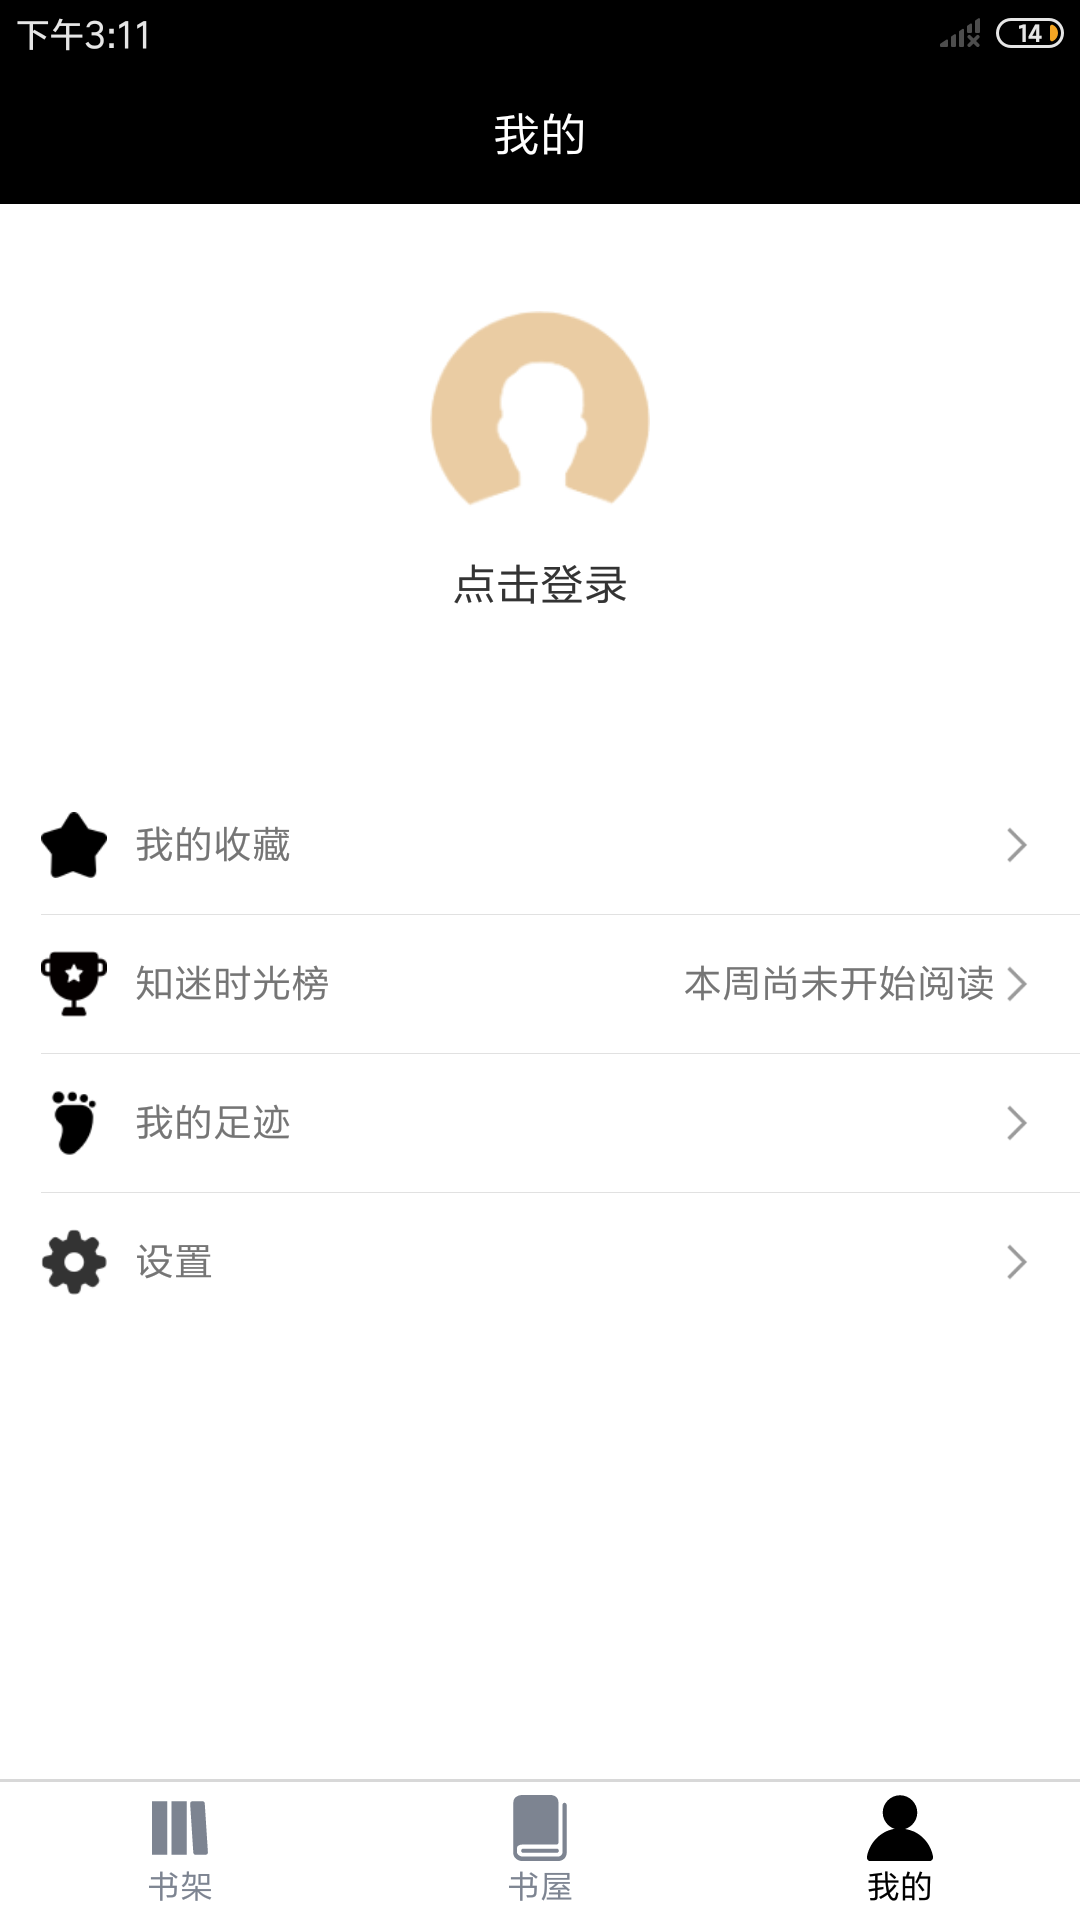 下午3:11
14
我的
点击登录
我的收藏
知迷时光榜 本周尚未开始阅读
我的足迹
设置
书架 书屋 我的